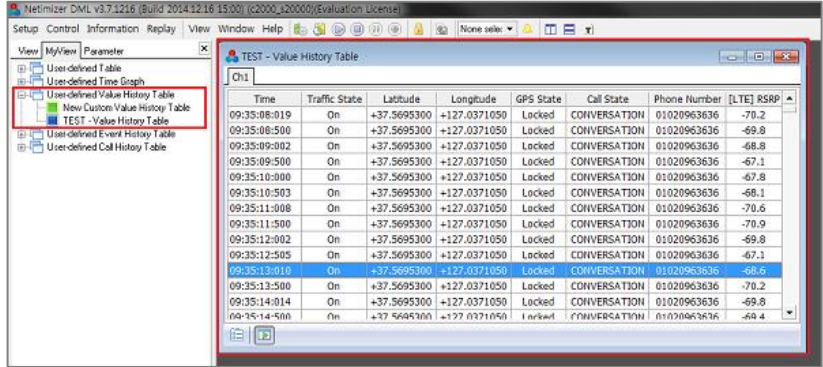 Netimizer DML v3.7.1216 (Build 2014.12.16 15:00) (c2000_s20000)(Evaluation License)
Setup Control Information Replay View Window Help None selec
View MyView Parameter
User-defined Table
User-defined Time Graph
User-defined Value History Table
New Custom Value History Table
TEST - Value History Table
User-defined Event History Table
User-defined Call History Table
TEST - Value History Table
Ch1
Time Traffic State Latitude Longitude GPS State Call State Phone Number [LTE] RSRP
09:35:08:019 On +37.5695300 +127.0371050 Locked CONVERSATION 01020963636 -70.2
09:35:08:500 On +37.5695300 +127.0371050 Locked CONVERSATION 01020963636 -69.8
09:35:09:002 On +37.5695300 +127.0371050 Locked CONVERSATION 01020963636 -68.8
09:35:09:500 On +37.5695300 +127.0371050 Locked CONVERSATION 01020963636 -67.1
09:35:10:000 On +37.5695300 +127.0371050 Locked CONVERSATION 01020963636 -67.8
09:35:10:503 On +37.5695300 +127.0371050 Locked CONVERSATION 01020963636 -68.1
09:35:11:008 On +37.5695300 +127.0371050 Locked CONVERSATION 01020963636 -70.6
09:35:11:500 On +37.5695300 +127.0371050 Locked CONVERSATION 01020963636 -70.9
09:35:12:002 On +37.5695300 +127.0371050 Locked CONVERSATION 01020963636 -69.8
09:35:12:505 On +37.5695300 +127.0371050 Locked CONVERSATION 01020963636 -67.1
09:35:13:010 On +37.5695300 +127.0371050 Locked CONVERSATION 01020963636 -68.6
09:35:13:500 On +37.5695300 +127.0371050 Locked CONVERSATION 01020963636 -70.2
09:35:14:014 On +37.5695300 +127.0371050 Locked CONVERSATION 01020963636 -69.8
09:35:14:500 On +37.5695300 +127.0371050 Locked CONVERSATION 01020963636 -69.4